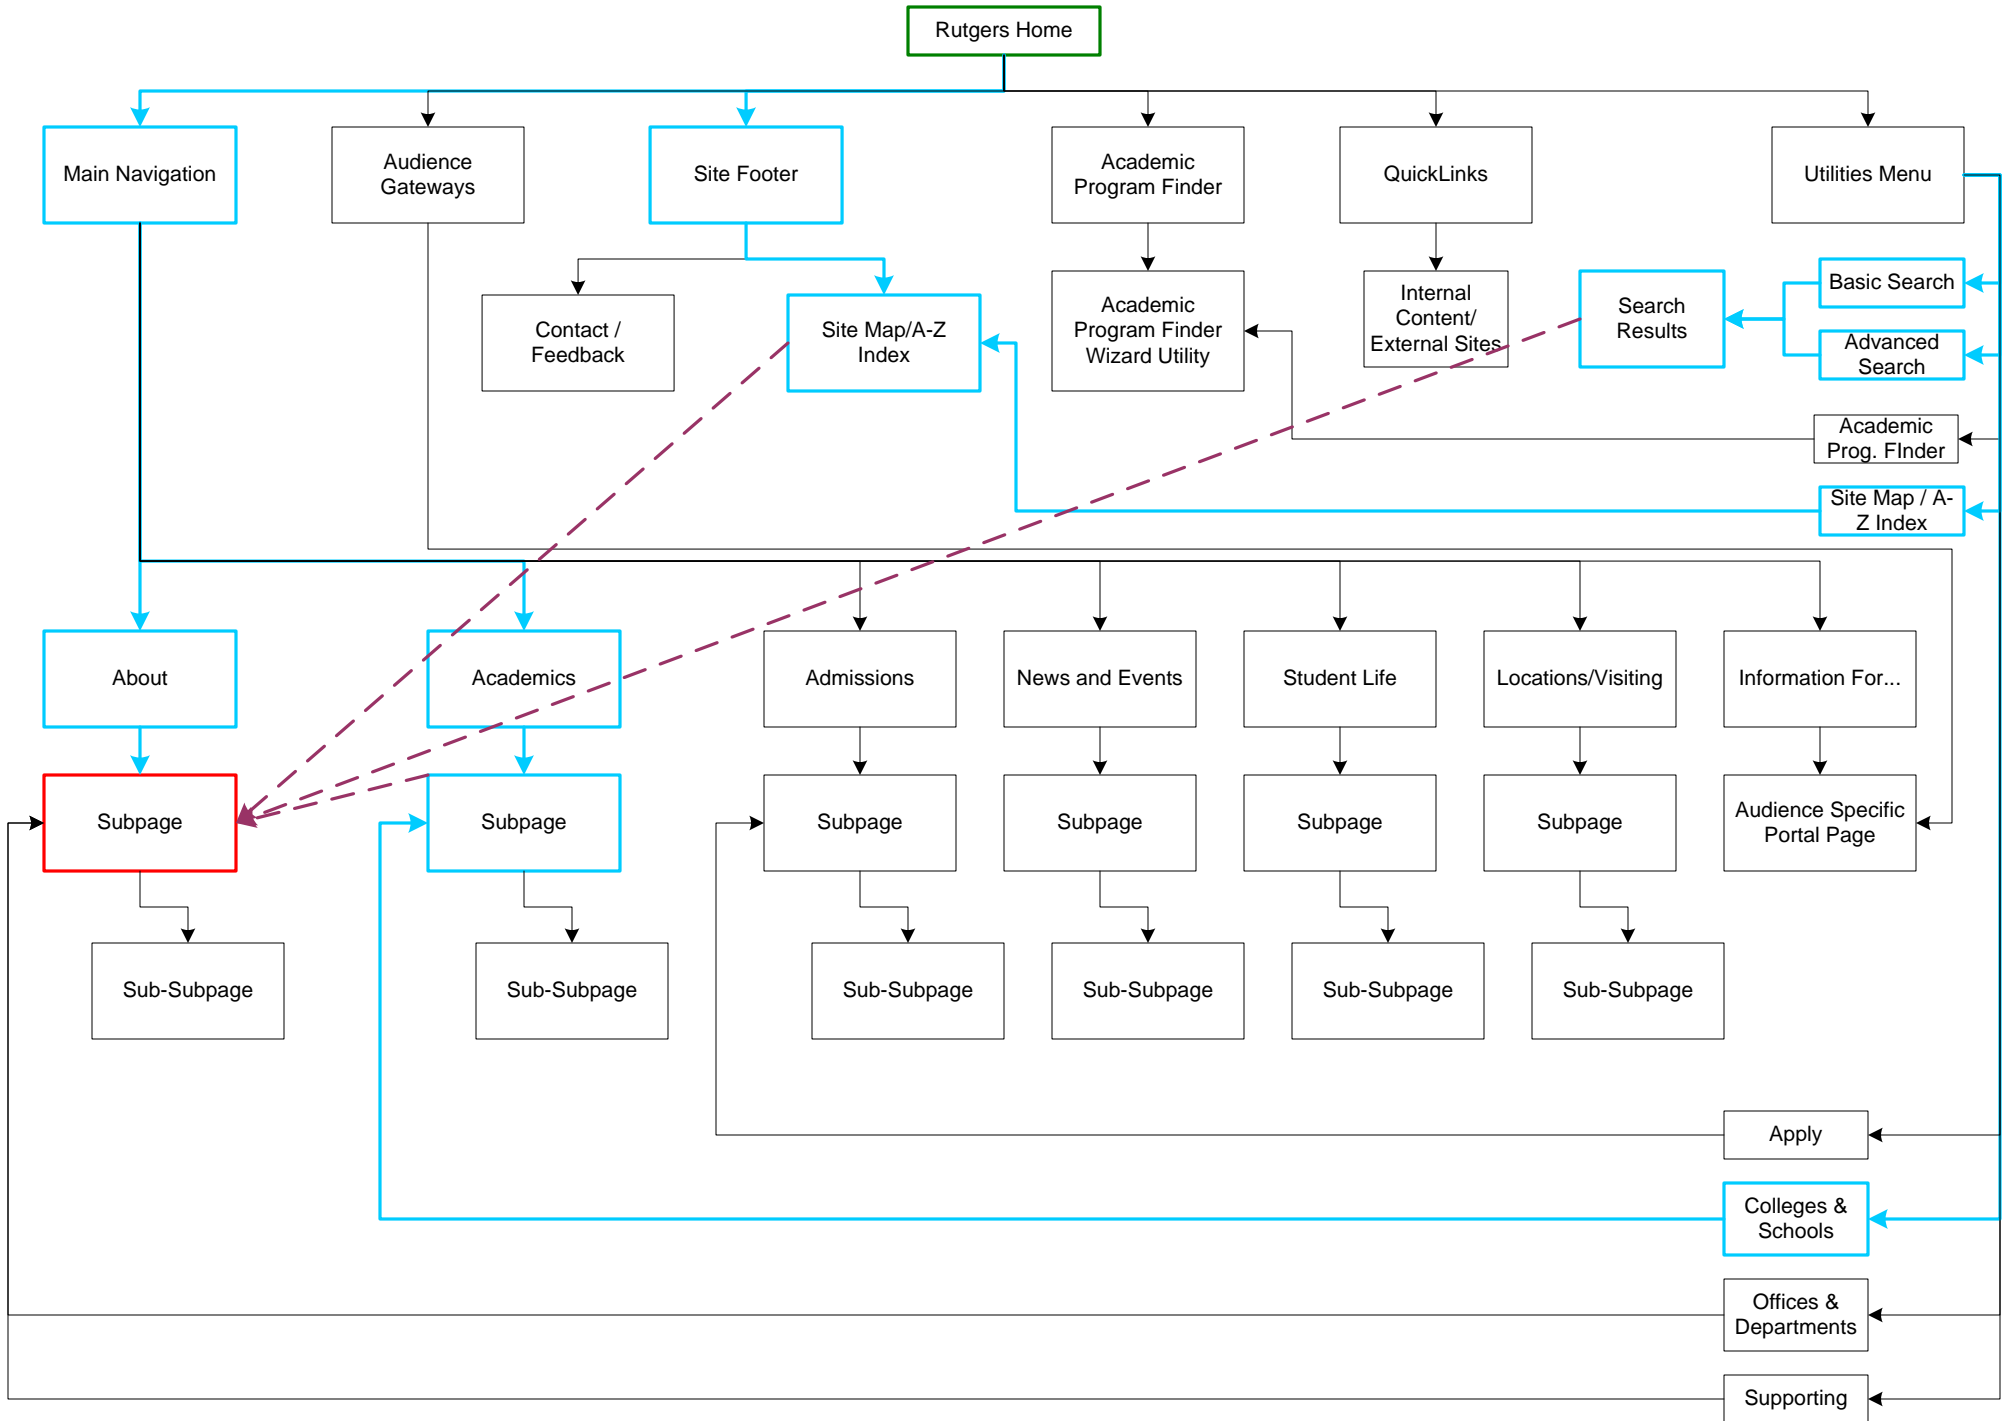 Rutgers Home
Main Navigation
Audience
Gateways
Site Footer
Academic
Program Finder
QuickLinks
Utilities Menu
Contact /
Feedback
Site Map/A-Z
Index
Academic
Program Finder
Wizard Utility
Internal
Content/
External Sites
Search
Results
Basic Search
Advanced
Search
Academic
Prog. FInder
Site Map / A-
Z Index
About
Academics
Admissions
News and Events
Student Life
Locations/Visiting
Information For...
Subpage
Subpage
Subpage
Subpage
Subpage
Subpage
Audience Specific
Portal Page
Sub-Subpage
Sub-Subpage
Sub-Subpage
Sub-Subpage
Sub-Subpage
Sub-Subpage
Apply
Colleges &
Schools
Offices &
Departments
Supporting